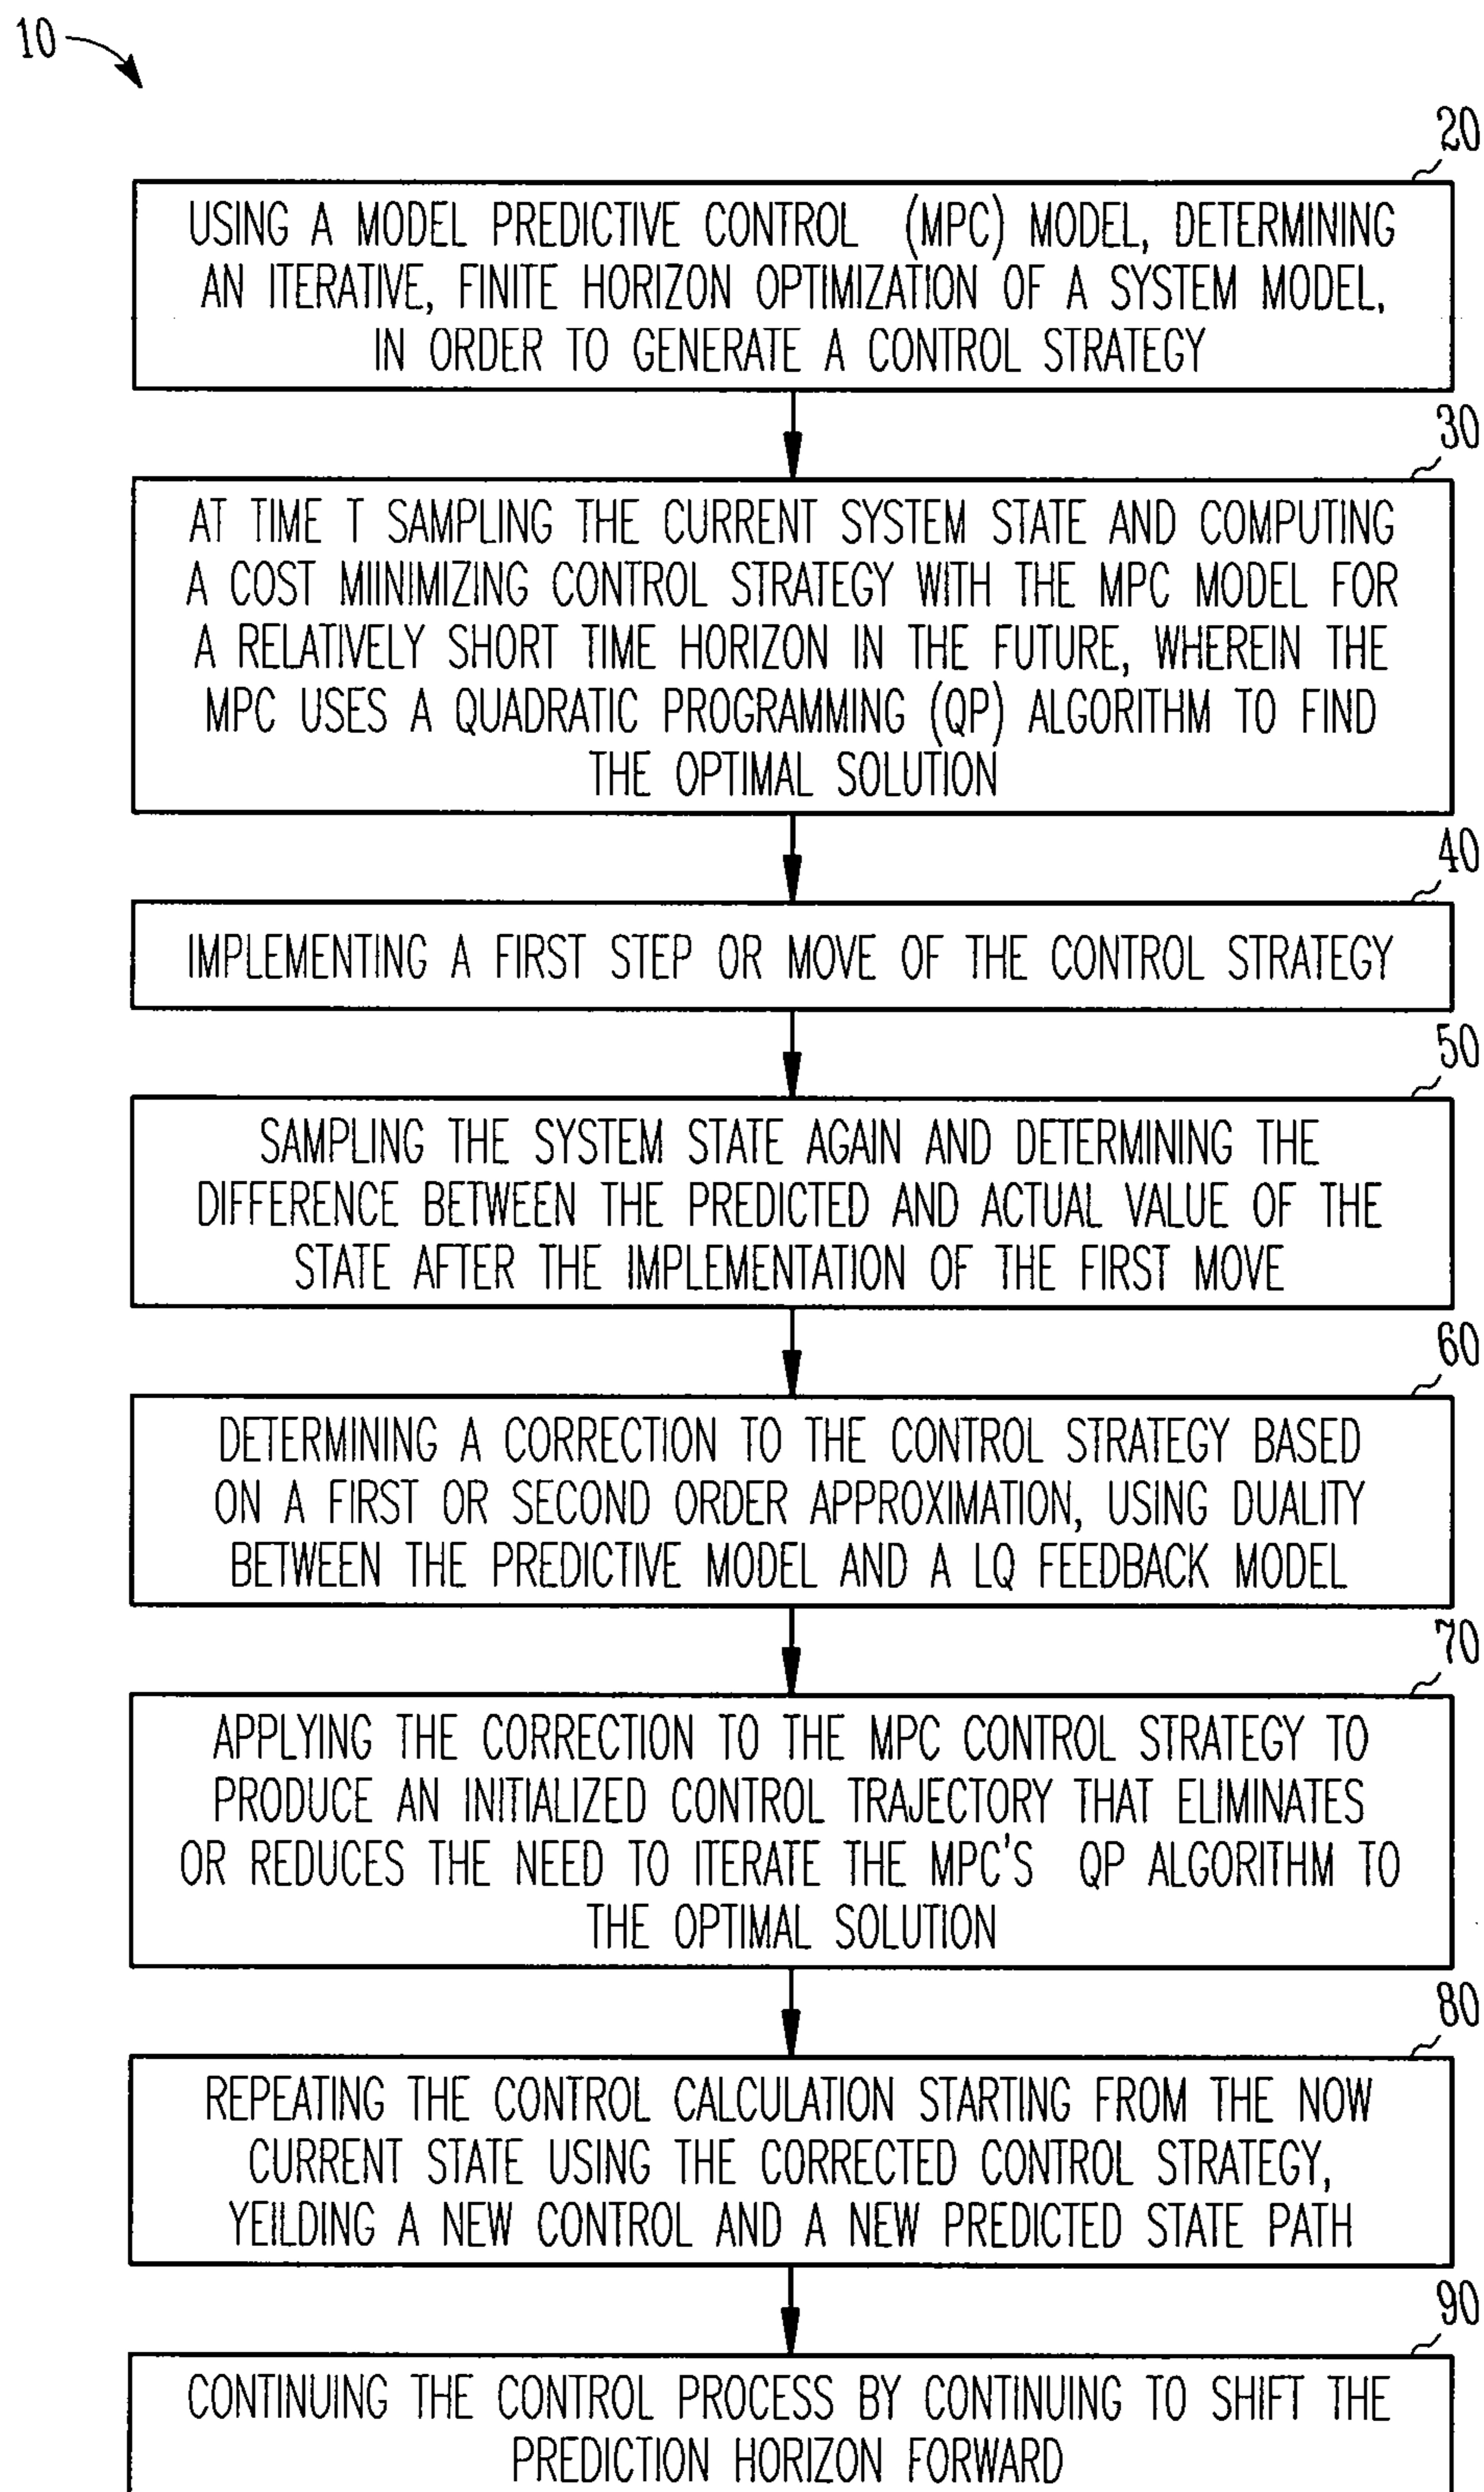 10
20
USING A MODEL PREDICTIVE CONTROL (MPC) MODEL, DETERMINING
AN ITERATIVE, FINITE HORIZON OPTIMIZATION OF A SYSTEM MODEL,
IN ORDER TO GENERATE A CONTROL STRATEGY
30
AT TIME T SAMPLING THE CURRENT SYSTEM STATE AND COMPUTING
A COST MIINIMIZING CONTROL STRATEGY WITH THE MPC MODEL FOR
A RELATIVELY SHORT TIME HORIZON IN THE FUTURE, WHEREIN THE
MPC USES A QUADRATIC PROGRAMMING (QP) ALGORITHM TO FIND
THE OPTIMAL SOLUTION
40
IMPLEMENTING A FIRST STEP OR MOVE OF THE CONTROL STRATEGY
50
SAMPLING THE SYSTEM STATE AGAIN AND DETERMINING THE
DIFFERENCE BETWEEN THE PREDICTED AND ACTUAL VALUE OF THE
STATE AFTER THE IMPLEMENTATION OF THE FIRST MOVE
60
DETERMINING A CORRECTION TO THE CONTROL STRATEGY BASED
ON A FIRST OR SECOND ORDER APPROXIMATION, USING DUALITY
BETWEEN THE PREDICTIVE MODEL AND A LQ FEEDBACK MODEL
70
APPLYING THE CORRECTION TO THE MPC CONTROL STRATEGY TO
PRODUCE AN INITIALIZED CONTROL TRAJECTORY THAT ELIMINATES
OR REDUCES THE NEED TO ITERATE THE MPC'S QP ALGORITHM TO
THE OPTIMAL SOLUTION
80
REPEATING THE CONTROL CALCULATION STARTING FROM THE NOW
CURRENT STATE USING THE CORRECTED CONTROL STRATEGY,
YEILDING A NEW CONTROL AND A NEW PREDICTED STATE PATH
90
CONTINUING THE CONTROL PROCESS BY CONTINUING TO SHIFT THE
PREDICTION HORIZON FORWARD